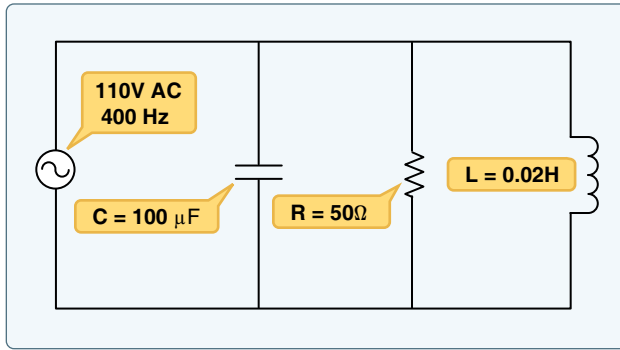 110V AC
400 Hz
C = 100 μF
R = 50Ω
L = 0.02H